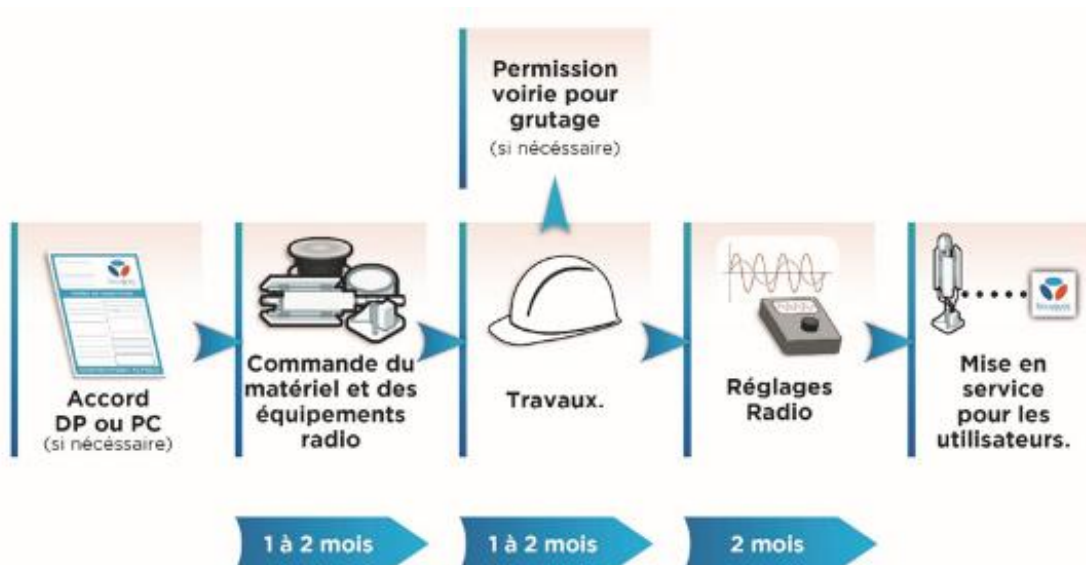 Permission
voirie pour
grutage
(si nécéssaire)
Accord
DP ou PC
(si nécéssaire)
Commande du
matériel et des
équipements
radio
Travaux.
Réglages
Radio
Mise en
service
pour les
utilisateurs.
1 à 2 mois
1 à 2 mois
2 mois